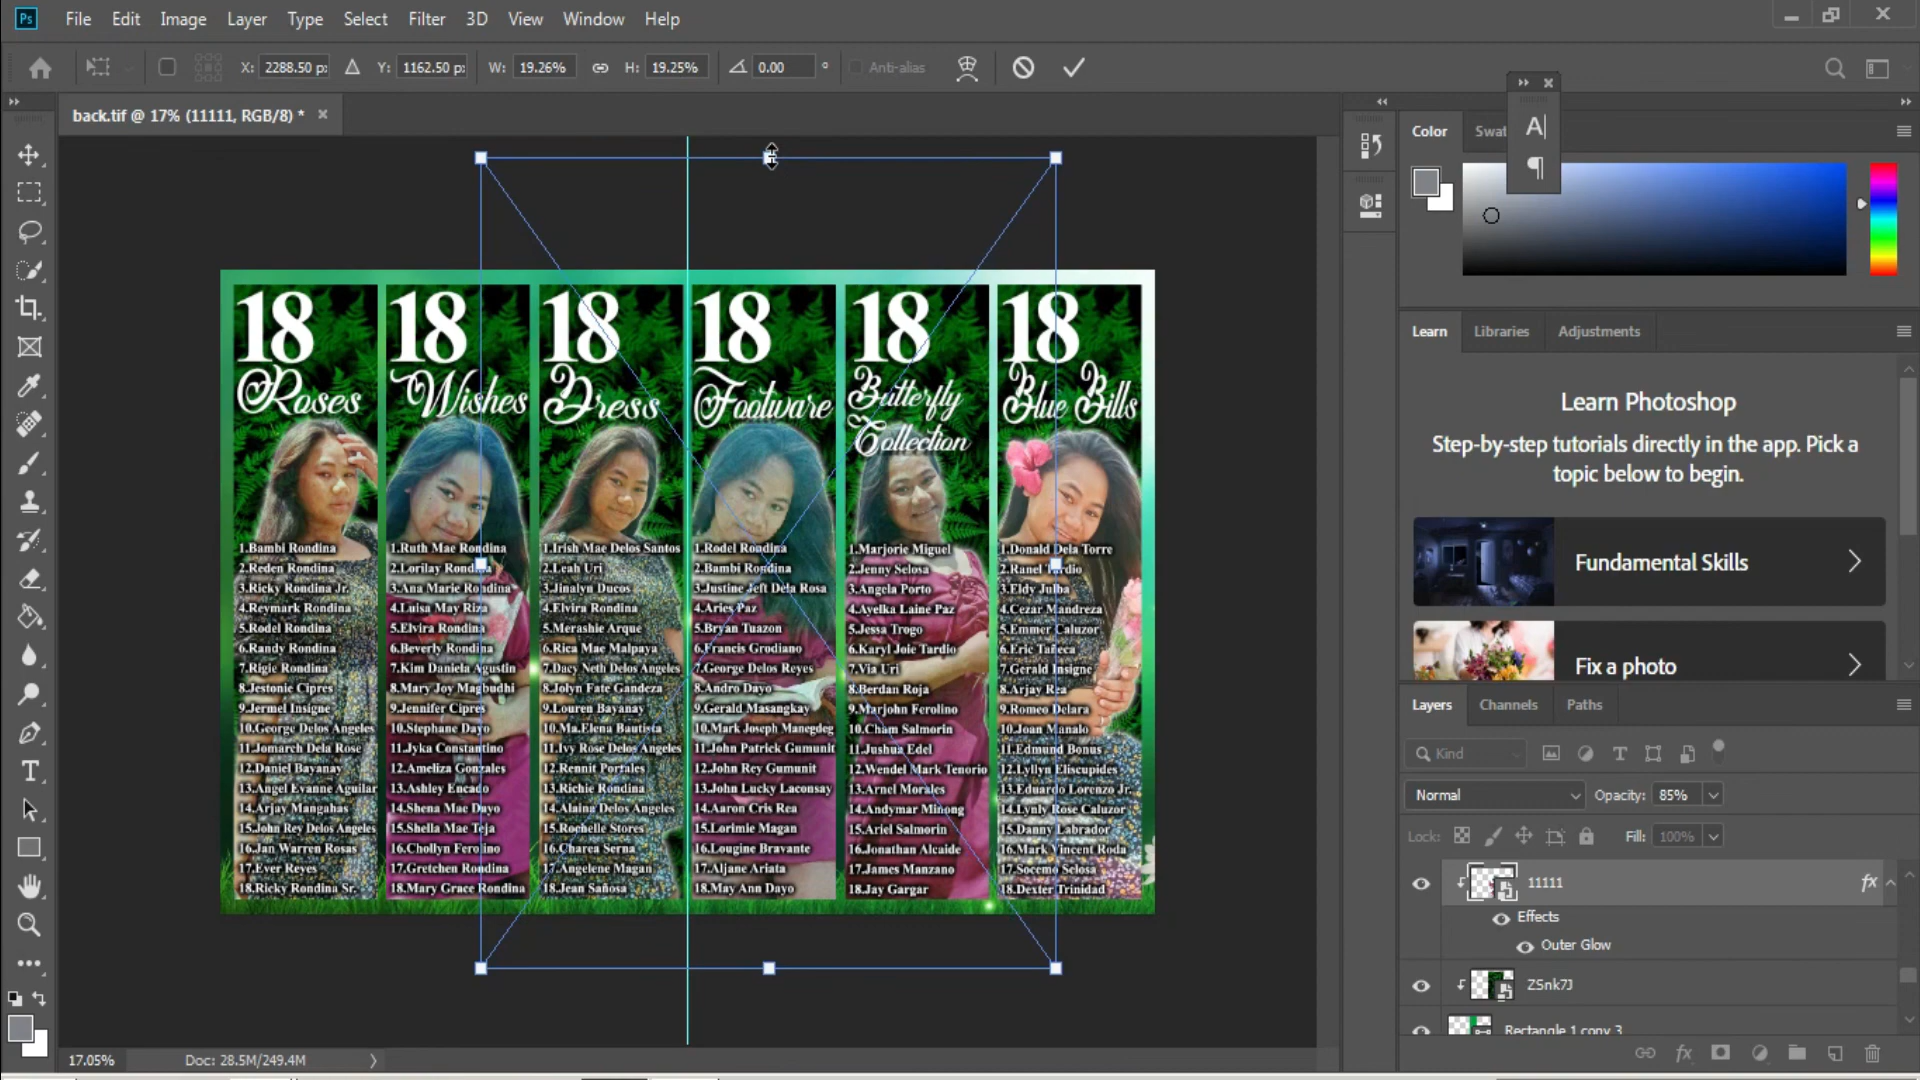 Ps File Edit Image Layer Type Select Filter 3D View Window Help
X: 2288.50 p Y: 1162.50 p W: 19.26% H: 19.25% 0.00 ° Anti-alias
back.tif @ 17% (11111, RGB/8) *
18
Roses
1.Bambi Rondina
2.Reden Rondina
3.Ricky Rondina Jr.
4.Reymark Rondina
5.Rodel Rondina
6.Randy Rondina
7.Rigie Rondina
8.Jestonie Cipres
9.Jermel Insigne
10.George Delos Angeles
11.Jomarch Dela Rose
12.Daniel Bayanay
13.Angel Evanne Aguilar
14.Arjay Mangahas
15.John Rey Delos Angeles
16.Jan Warren Rosas
17.Ever Reyes
18.Ricky Rondina Sr.
18
Wishes
1.Ruth Mae Rondina
2.Lorilay Rondina
3.Ana Marie Rondina
4.Luisa May Riza
5.Elvira Rondina
6.Beverly Rondina
7.Kim Daniela Agustin
8.Mary Joy Magbudhi
9.Jennifer Cipres
10.Stephane Dayo
11.Jyka Constantino
12.Ameliza Gonzales
13.Ashley Encado
14.Shena Mae Dayo
15.Shella Mae Teja
16.Chollyn Ferolino
17.Gretchen Rondina
18.Mary Grace Rondina
18
Dress
1.Irish Mae Delos Santos
2.Leah Uri
3.Jinalyn Ducos
4.Elvira Rondina
5.Merashie Arque
6.Rica Mae Malpaya
7.Dacy Neth Delos Angeles
8.Jolyn Fate Gandeza
9.Louren Bayanay
10.Ma.Elena Bautista
11.Ivy Rose Delos Angeles
12.Rennit Portales
13.Richie Rondina
14.Alaina Delos Angeles
15.Rochelle Stores
16.Charea Serna
17.Angelene Magan
18.Jean Sañosa
18
Footware
1.Rodel Rondina
2.Bambi Rondina
3.Justine Jeft Dela Rosa
4.Aries Paz
5.Bryan Tuazon
6.Francis Grodiano
7.George Delos Reyes
8.Andro Dayo
9.Gerald Masangkay
10.Mark Joseph Manegdeg
11.John Patrick Gumunit
12.John Rey Gumunit
13.John Lucky Laconsay
14.Aaron Cris Rea
15.Lorimie Magan
16.Lougine Bravante
17.Aljane Ariata
18.May Ann Dayo
18
Butterfly
Collection
1.Marjorie Miguel
2.Jenny Selosa
3.Angela Porto
4.Ayelka Laine Paz
5.Jessa Trogo
6.Karyl Joie Tardio
7.Via Uri
8.Berdan Roja
9.Marjohn Ferolino
10.Cham Salmorin
11.Jushua Edel
12.Wendel Mark Tenorio
13.Arnel Morales
14.Andymar Minong
15.Ariel Salmorin
16.Jonathan Alcaide
17.James Manzano
18.Jay Gargar
18
Blue Bills
1.Donald Dela Torre
2.Ranel Tardio
3.Eldy Julba
4.Cezar Mandreza
5.Emmer Caluzor
6.Eric Tañeca
7.Gerald Insigne
8.Arjay Rea
9.Romeo Delara
10.Joan Manalo
11.Edmund Bonus
12.Lyllyn Eliscupides
13.Eduardo Lorenzo Jr.
14.Lynly Rose Caluzor
15.Danny Labrador
16.Mark Vincent Roda
17.Socemo Selosa
18.Dexter Trinidad
17.05% Doc: 28.5M/249.4M
Color Swat
Learn Libraries Adjustments
Learn Photoshop
Step-by-step tutorials directly in the app. Pick a
topic below to begin.
Fundamental Skills
Fix a photo
Layers Channels Paths
Kind
Normal Opacity: 85%
Lock: Fill: 100%
11111 fx
Effects
Outer Glow
ZSnk7J
Rectangle 1 copy 3
fx